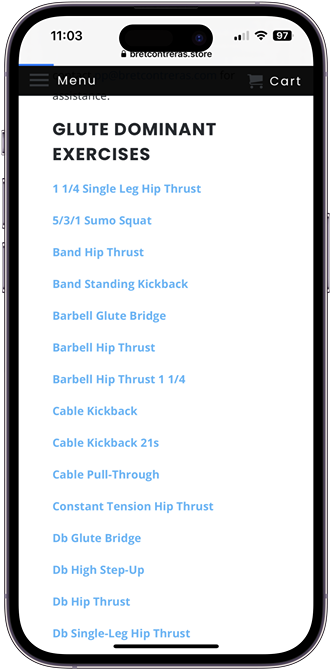 11:03
97
bretcontreras.store
Menu
Cart
assistance.
GLUTE DOMINANT
EXERCISES
1 1/4 Single Leg Hip Thrust
5/3/1 Sumo Squat
Band Hip Thrust
Band Standing Kickback
Barbell Glute Bridge
Barbell Hip Thrust
Barbell Hip Thrust 1 1/4
Cable Kickback
Cable Kickback 21s
Cable Pull-Through
Constant Tension Hip Thrust
Db Glute Bridge
Db High Step-Up
Db Hip Thrust
Db Single-Leg Hip Thrust